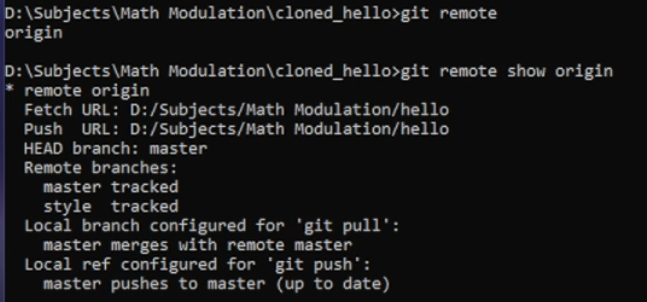 D:\Subjects\Math Modulation\cloned_hello>git remote
origin
D:\Subjects\Math Modulation\cloned_hello>git remote show origin
* remote origin
  Fetch URL: D:/Subjects/Math Modulation/hello
  Push  URL: D:/Subjects/Math Modulation/hello
  HEAD branch: master
  Remote branches:
    master tracked
    style  tracked
  Local branch configured for 'git pull':
    master merges with remote master
  Local ref configured for 'git push':
    master pushes to master (up to date)